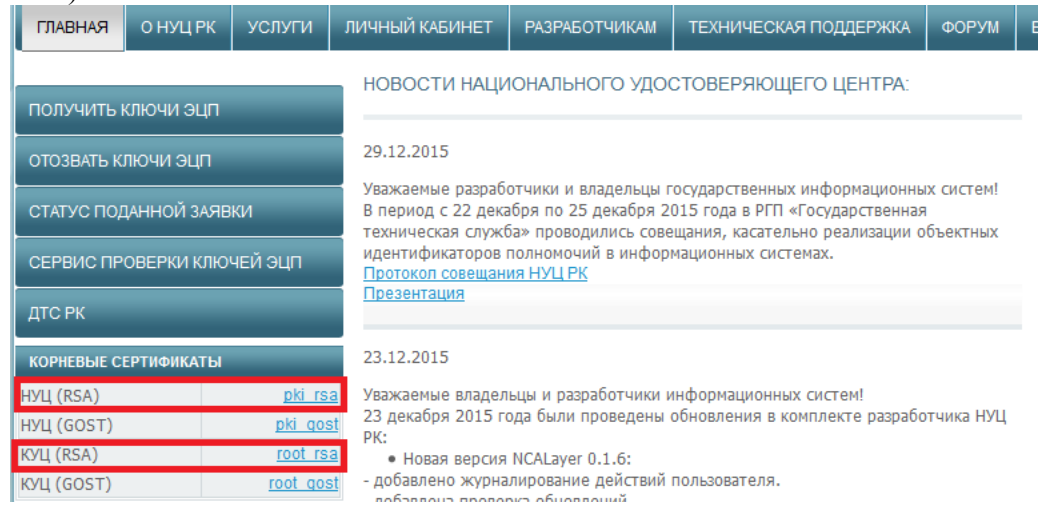 ГЛАВНАЯ О НУЦ РК УСЛУГИ ЛИЧНЫЙ КАБИНЕТ РАЗРАБОТЧИКАМ ТЕХНИЧЕСКАЯ ПОДДЕРЖКА ФОРУМ
ПОЛУЧИТЬ КЛЮЧИ ЭЦП
ОТОЗВАТЬ КЛЮЧИ ЭЦП
СТАТУС ПОДАННОЙ ЗАЯВКИ
СЕРВИС ПРОВЕРКИ КЛЮЧЕЙ ЭЦП
ДТС РК
КОРНЕВЫЕ СЕРТИФИКАТЫ
НУЦ (RSA) pki_rsa
НУЦ (GOST) pki_gost
КУЦ (RSA) root_rsa
КУЦ (GOST) root_gost
НОВОСТИ НАЦИОНАЛЬНОГО УДОСТОВЕРЯЮЩЕГО ЦЕНТРА:
29.12.2015
Уважаемые разработчики и владельцы государственных информационных систем!
В период с 22 декабря по 25 декабря 2015 года в РГП «Государственная
техническая служба» проводились совещания, касательно реализации объектных
идентификаторов полномочий в информационных системах.
Протокол совещания НУЦ РК
Презентация
23.12.2015
Уважаемые владельцы и разработчики информационных систем!
23 декабря 2015 года были проведены обновления в комплекте разработчика НУЦ
РК:
• Новая версия NCALayer 0.1.6:
- добавлено журналирование действий пользователя.
- добавлена проверка обновлений